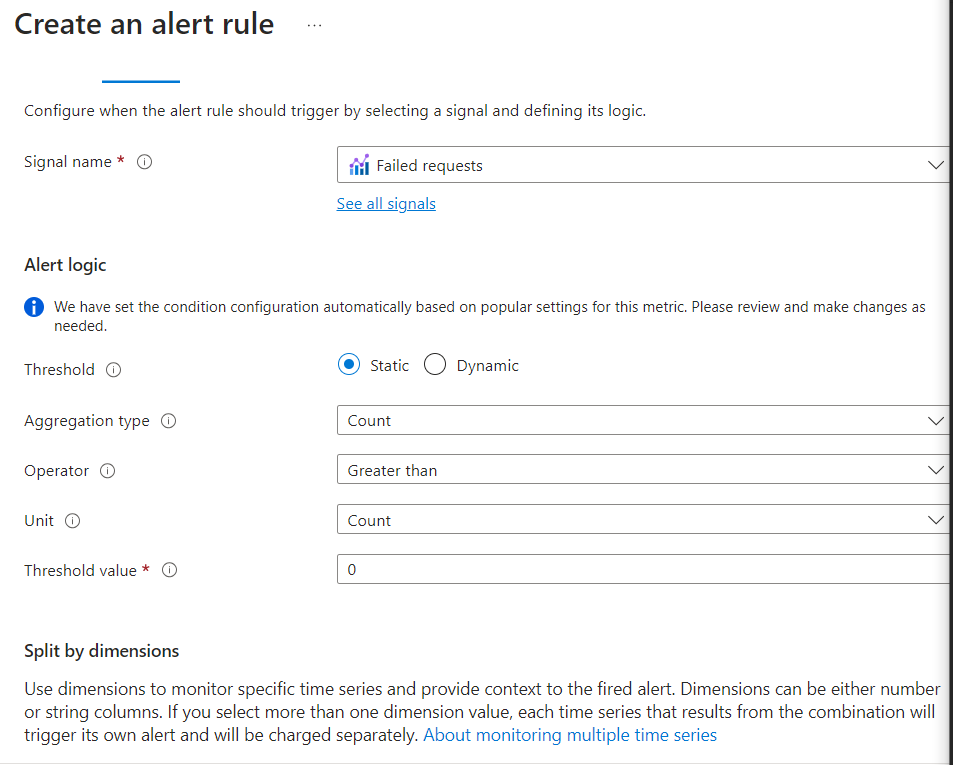 Create an alert rule ...
Configure when the alert rule should trigger by selecting a signal and defining its logic.
Signal name *
Failed requests
See all signals
Alert logic
We have set the condition configuration automatically based on popular settings for this metric. Please review and make changes as
needed.
Threshold
Static Dynamic
Aggregation type
Count
Operator
Greater than
Unit
Count
Threshold value *
0
Split by dimensions
Use dimensions to monitor specific time series and provide context to the fired alert. Dimensions can be either number
or string columns. If you select more than one dimension value, each time series that results from the combination will
trigger its own alert and will be charged separately. About monitoring multiple time series